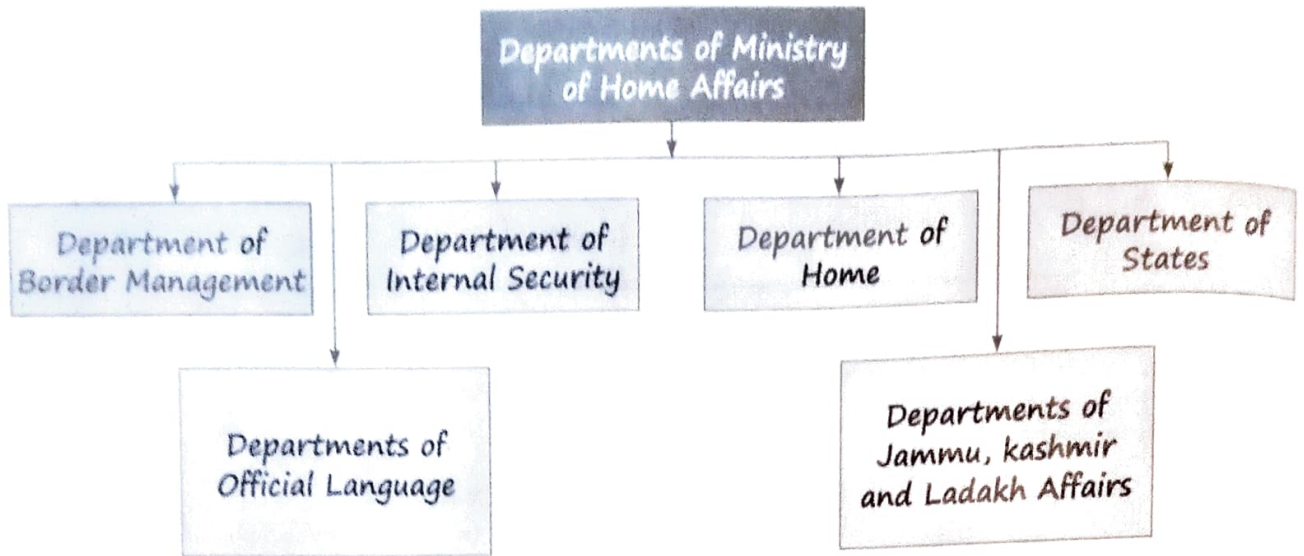 Departments of Ministry
of Home Affairs
Department of
Border Management
Department of
Internal Security
Department of
Home
Department of
States
Departments of
Official Language
Departments of
Jammu, kashmir
and Ladakh Affairs